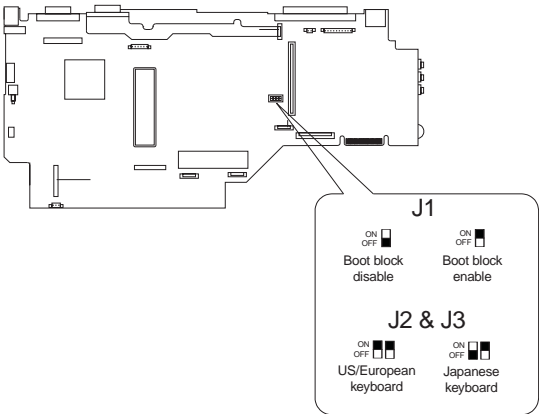 J1
ON
OFF
ON
OFF
Boot block
disable
Boot block
enable
J2 & J3
ON
OFF
ON
OFF
US/European
keyboard
Japanese
keyboard